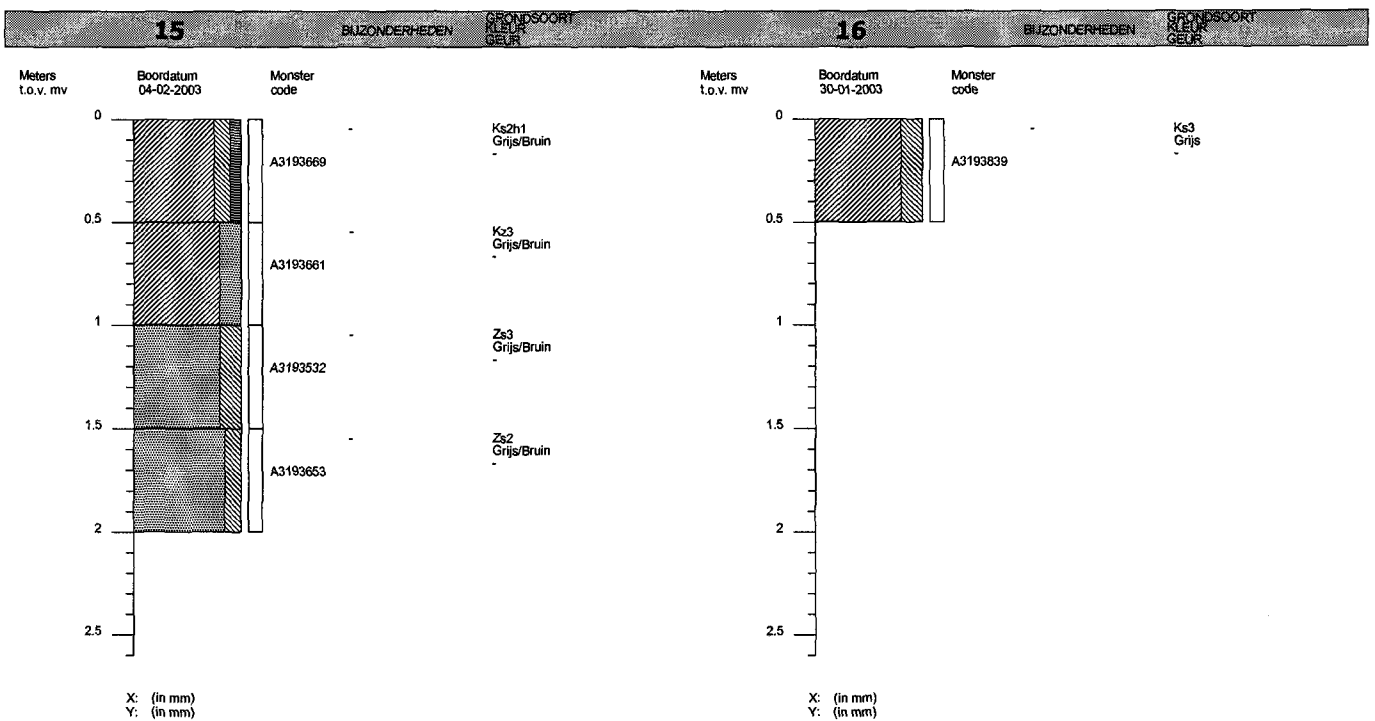 15 BIJZONDERHEDEN GRONDSOORT
KLEUR
GEUR
Meters
t.o.v. mv
Boordatum
04-02-2003
Monster
code
0
0.5
1
1.5
2
2.5
A3193669
A3193661
A3193532
A3193653
-
-
-
-
Ks2h1
Grijs/Bruin
-
Kz3
Grijs/Bruin
-
Zs3
Grijs/Bruin
-
Zs2
Grijs/Bruin
-
X: (in mm)
Y: (in mm)
16 BIJZONDERHEDEN GRONDSOORT
KLEUR
GEUR
Meters
t.o.v. mv
Boordatum
30-01-2003
Monster
code
0
0.5
1
1.5
2
2.5
A3193839
-
Ks3
Grijs
-
X: (in mm)
Y: (in mm)